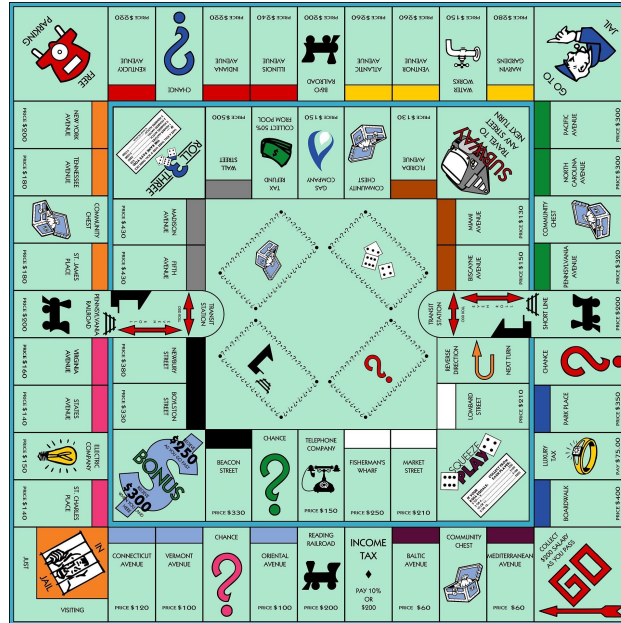 PRICE $220
KENTUCKY
AVENUE
CHANCE
PRICE $220
INDIANA
AVENUE
PRICE $240
ILLINOIS
AVENUE
PRICE $200
B&O
RAILROAD
PRICE $260
ATLANTIC
AVENUE
PRICE $260
VENTNOR
AVENUE
PRICE $150
WATER
WORKS
PRICE $280
MARVIN
GARDENS
FREE
PARKING
GO TO
JAIL
NEW YORK
AVENUE
PRICE $200
TENNESSEE
AVENUE
PRICE $180
COMMUNITY
CHEST
ST. JAMES
PLACE
PRICE $180
PENNSYLVANIA
RAILROAD
PRICE $200
VIRGINIA
AVENUE
PRICE $160
STATES
AVENUE
PRICE $140
ELECTRIC
COMPANY
PRICE $150
ST. CHARLES
PLACE
PRICE $140
ROLL
3
THREE
PRICE $500
WALL
STREET
COLLECT 50%
FROM POOL
TAX
REFUND
PRICE $150
GAS
COMPANY
COMMUNITY
CHEST
PRICE $130
FLORIDA
AVENUE
SUBWAY
TRAVEL TO
ANY STREET
NEXT TURN
MADISON
AVENUE
PRICE $430
FIFTH
AVENUE
PRICE $430
TRANSIT
STATION
NEWBURY
STREET
PRICE $380
BOYLSTON
STREET
PRICE $330
MIAMI
AVENUE
PRICE $130
BISCAYNE
AVENUE
PRICE $150
TRANSIT
STATION
REVERSE
DIRECTION
NEXT TURN
LOMBARD
STREET
PRICE $210
BONUS
$250
$300
BEACON
STREET
PRICE $330
CHANCE
TELEPHONE
COMPANY
PRICE $150
FISHERMAN'S
WHARF
PRICE $250
MARKET
STREET
PRICE $210
SQUEEZE
PLAY
PACIFIC
AVENUE
PRICE $300
NORTH
CAROLINA
AVENUE
PRICE $300
COMMUNITY
CHEST
PENNSYLVANIA
AVENUE
PRICE $320
SHORT LINE
PRICE $200
CHANCE
PARK PLACE
PRICE $350
LUXURY
TAX
PAY $75.00
BOARDWALK
PRICE $400
JUST
IN
JAIL
VISITING
CONNECTICUT
AVENUE
PRICE $120
VERMONT
AVENUE
PRICE $100
CHANCE
ORIENTAL
AVENUE
PRICE $100
READING
RAILROAD
PRICE $200
INCOME
TAX
PAY 10%
OR
$200
BALTIC
AVENUE
PRICE $60
COMMUNITY
CHEST
MEDITERRANEAN
AVENUE
PRICE $60
COLLECT
$200 SALARY
AS YOU PASS
GO